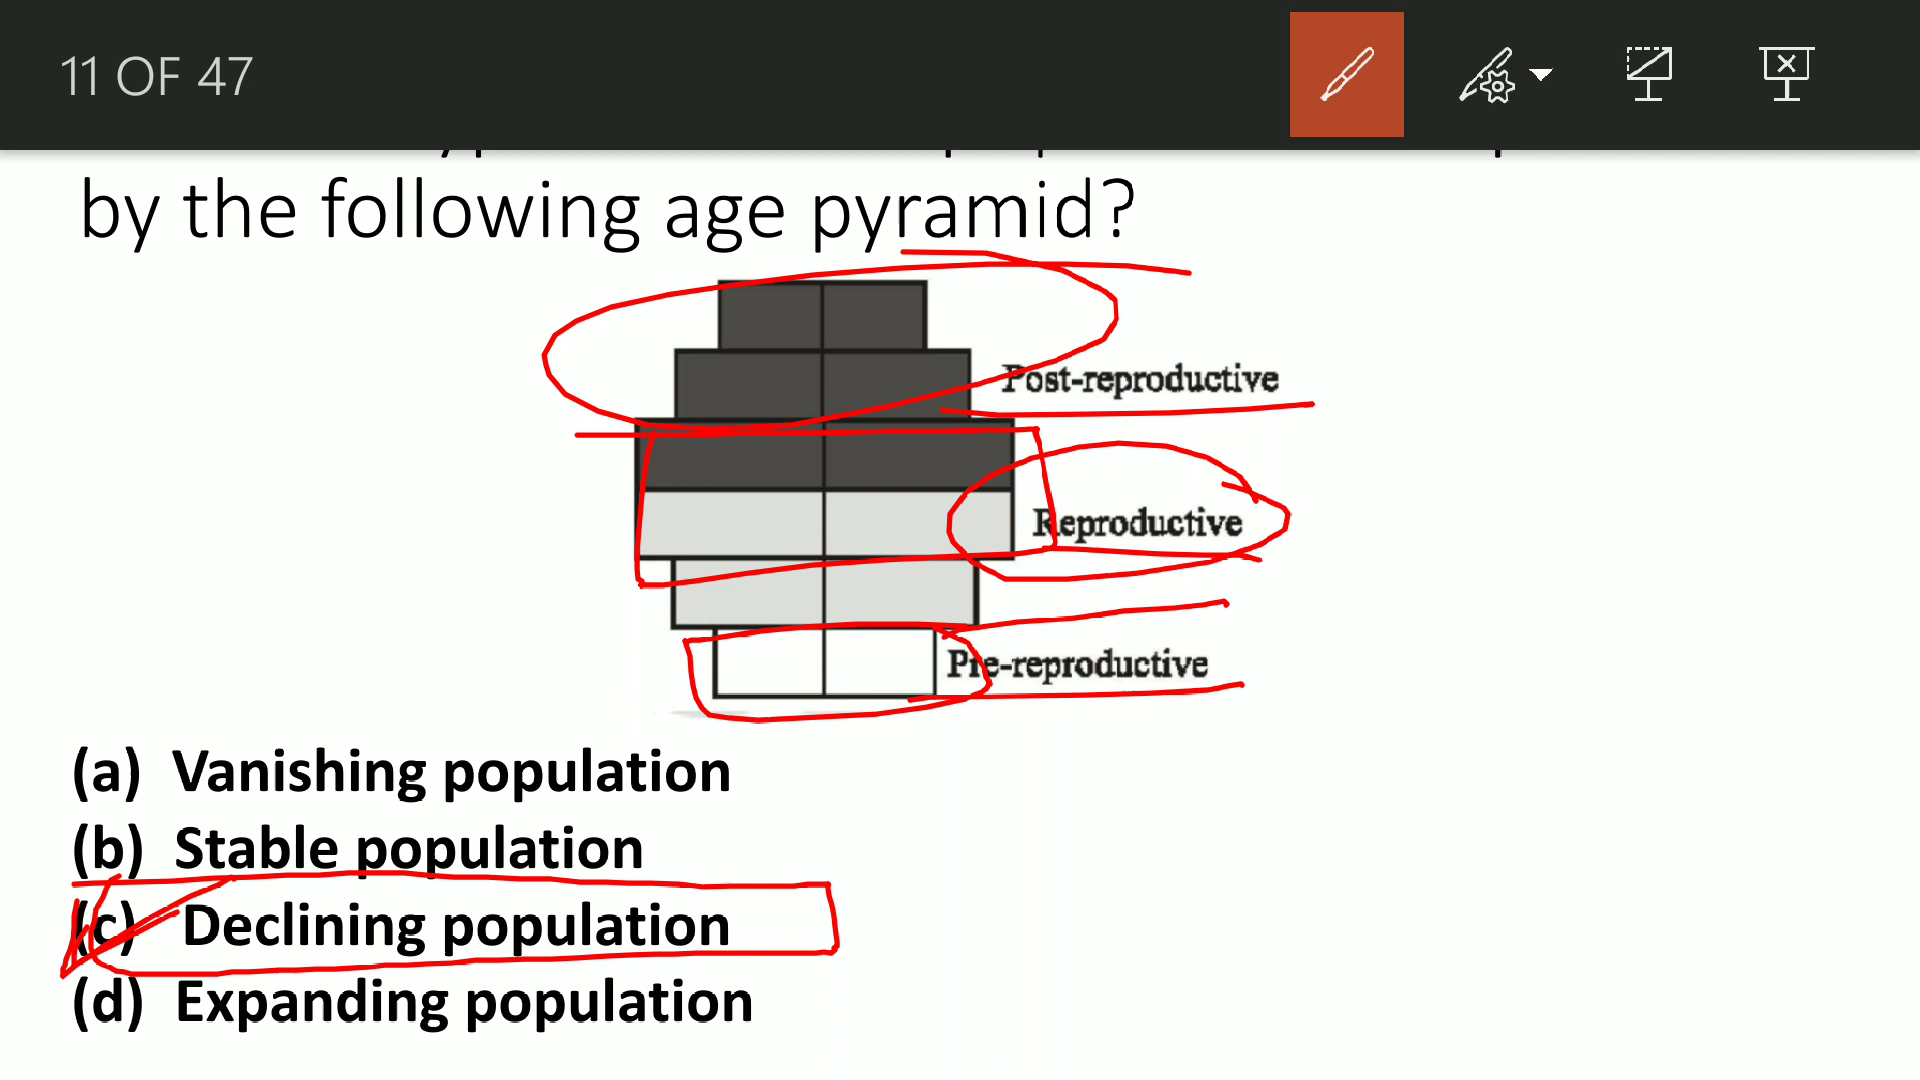 11 OF 47
by the following age pyramid?
Post-reproductive
Reproductive
Pre-reproductive
(a) Vanishing population
(b) Stable population
(c) Declining population
(d) Expanding population